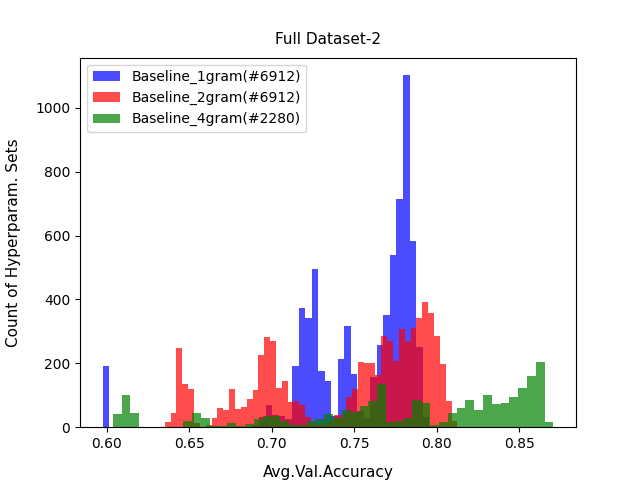 Full Dataset-2
Baseline_1gram(#6912)
Baseline_2gram(#6912)
Baseline_4gram(#2280)
Count of Hyperparam. Sets
1000
800
600
400
200
0
0.60 0.65 0.70 0.75 0.80 0.85
Avg.Val.Accuracy